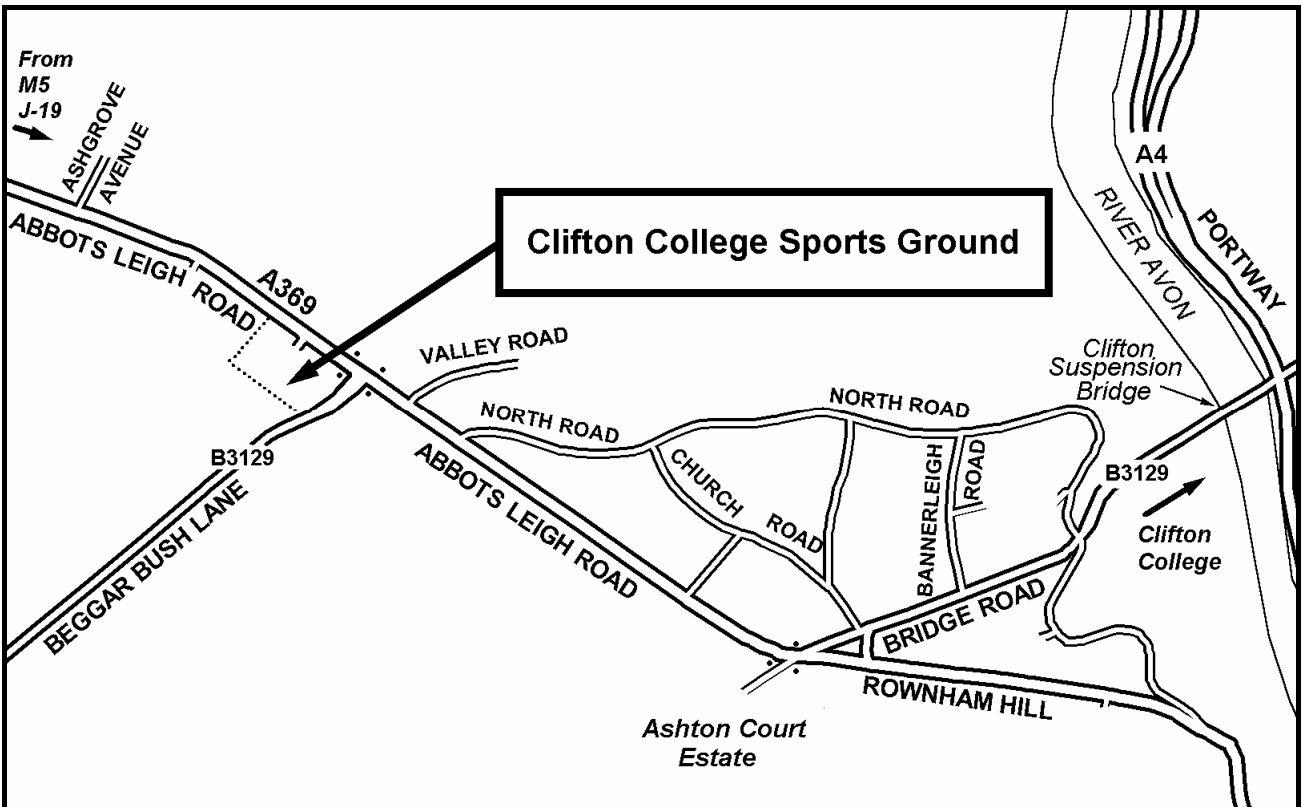 From
M5
J-19
ASHGROVE
AVENUE
A4
RIVER AVON
PORTWAY
ABBOTS LEIGH ROAD
A369
Clifton College Sports Ground
VALLEY ROAD
Clifton
Suspension
Bridge
NORTH ROAD
NORTH ROAD
B3129
CHURCH ROAD
BANNERLEIGH
ROAD
B3129
ABBOTS LEIGH ROAD
BEGGAR BUSH LANE
Clifton
College
BRIDGE ROAD
ROWNHAM HILL
Ashton Court
Estate